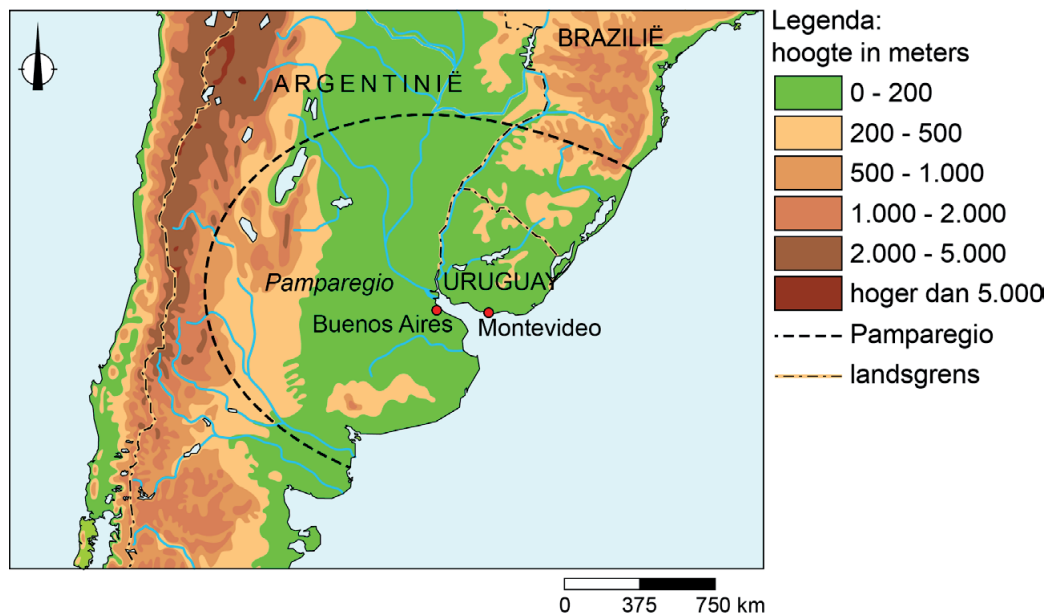 BRAZILIË
ARGENTINIË
Pamparegio
URUGUAY
Buenos Aires
Montevideo
Legenda:
hoogte in meters
0 - 200
200 - 500
500 - 1.000
1.000 - 2.000
2.000 - 5.000
hoger dan 5.000
Pamparegio
landsgrens
0 375 750 km